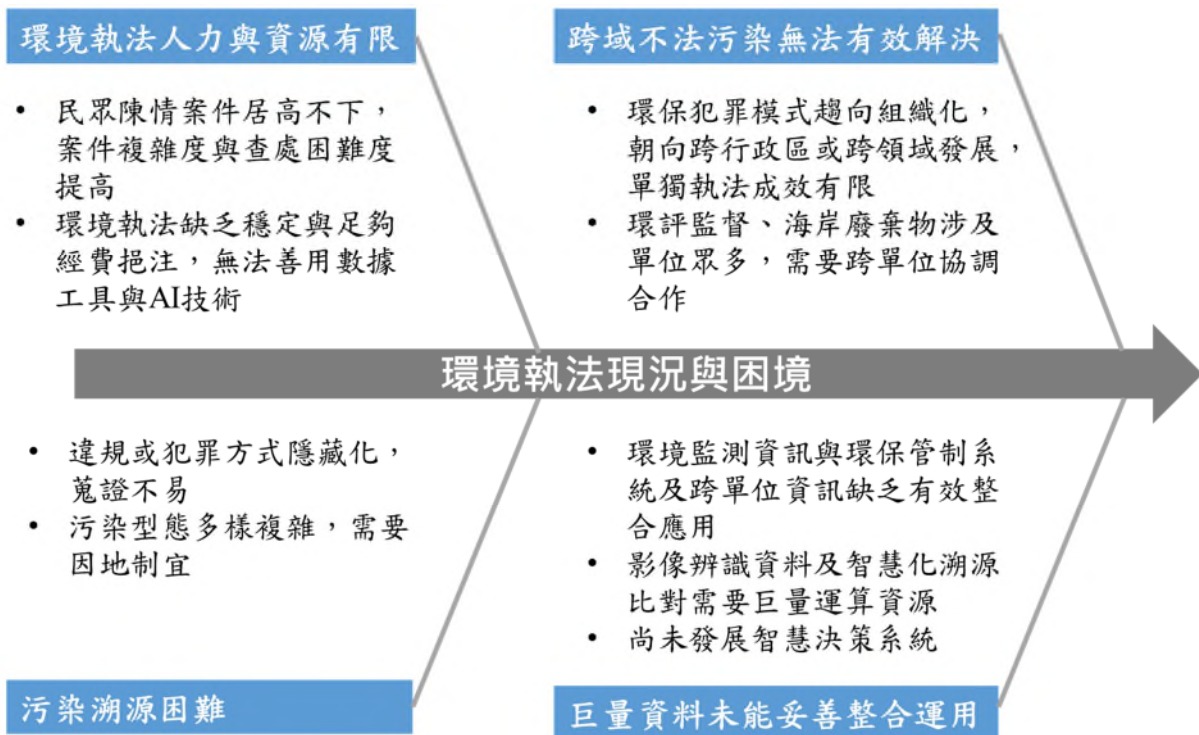 環境執法人力與資源有限
• 民眾陳情案件居高不下，
案件複雜度與查處困難度
提高
• 環境執法缺乏穩定與足夠
經費挹注，無法善用數據
工具與AI技術
跨域不法污染無法有效解決
• 環保犯罪模式趨向組織化，
朝向跨行政區或跨領域發展，
單獨執法成效有限
• 環評監督、海岸廢棄物涉及
單位眾多，需要跨單位協調
合作
環境執法現況與困境
• 違規或犯罪方式隱藏化，
蒐證不易
• 污染型態多樣複雜，需要
因地制宜
污染溯源困難
• 環境監測資訊與環保管制系
統及跨單位資訊缺乏有效整
合應用
• 影像辨識資料及智慧化溯源
比對需要巨量運算資源
• 尚未發展智慧決策系統
巨量資料未能妥善整合運用